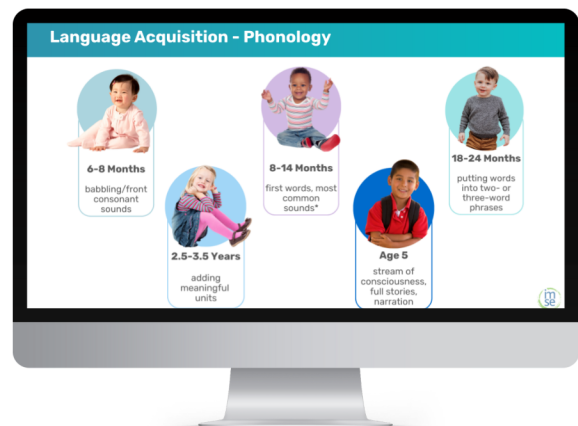 Language Acquisition - Phonology
6-8 Months
babbling/front
consonant
sounds
2.5-3.5 Years
adding
meaningful
units
8-14 Months
first words, most
common
sounds*
Age 5
stream of
consciousness,
full stories,
narration
18-24 Months
putting words
into two- or
three-word
phrases
im
se